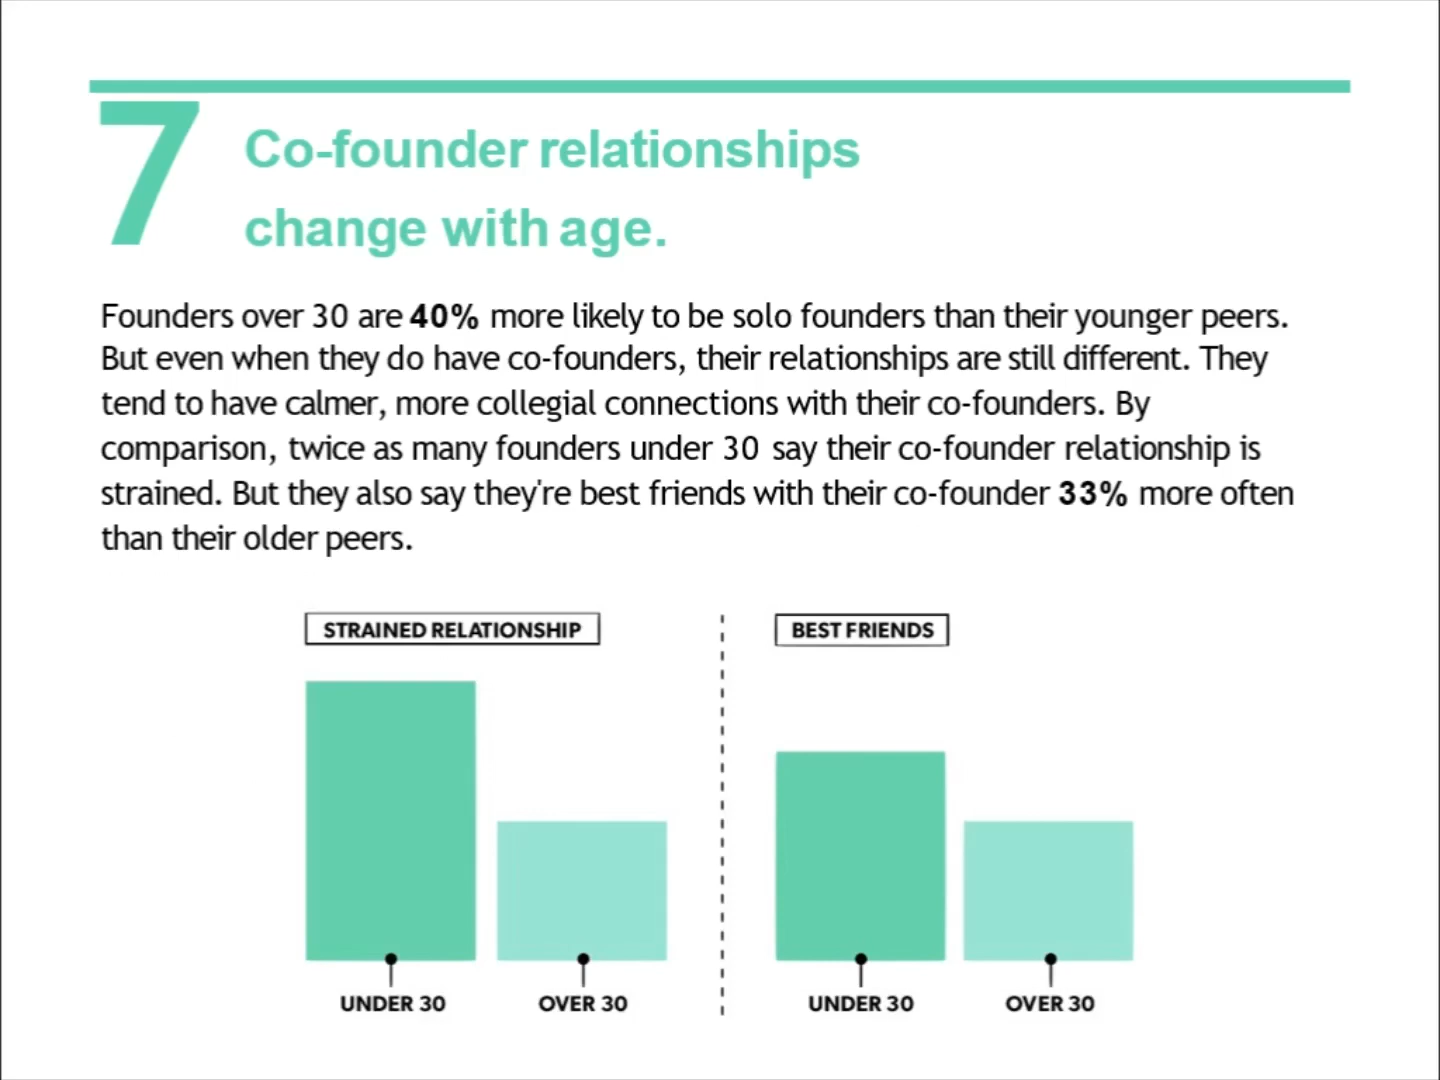 7
Co-founder relationships
change with age.
Founders over 30 are 40% more likely to be solo founders than their younger peers.
But even when they do have co-founders, their relationships are still different. They
tend to have calmer, more collegial connections with their co-founders. By
comparison, twice as many founders under 30 say their co-founder relationship is
strained. But they also say they're best friends with their co-founder 33% more often
than their older peers.
STRAINED RELATIONSHIP
UNDER 30
OVER 30
BEST FRIENDS
UNDER 30
OVER 30